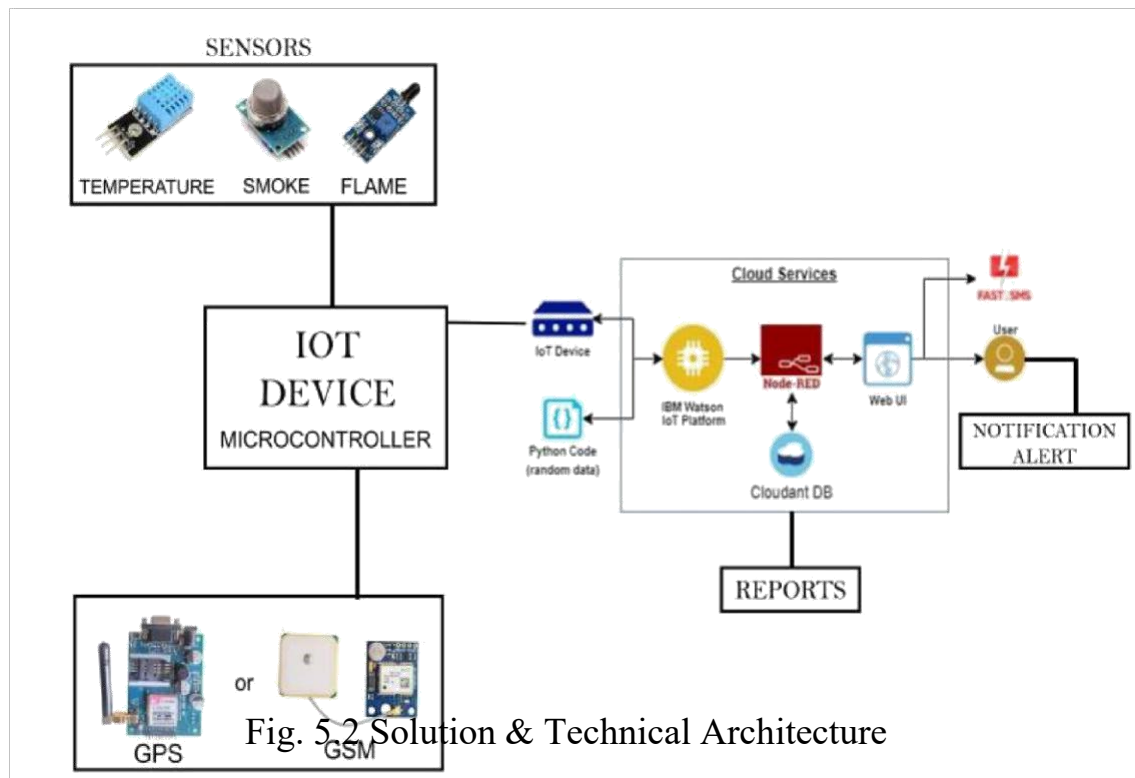 SENSORS
TEMPERATURE
SMOKE
FLAME
IOT
DEVICE
MICROCONTROLLER
IoT Device
Python Code
(random data)
Cloud Services
IBM Watson
IoT Platform
Node-RED
Cloudant DB
Web UI
FAST2SMS
User
NOTIFICATION
ALERT
REPORTS
or
GPS
GSM
Fig. 5.2 Solution & Technical Architecture